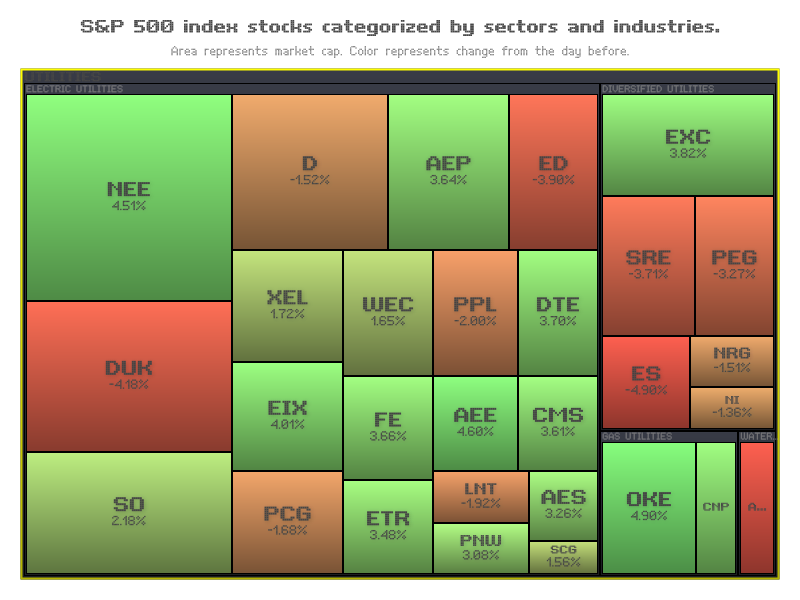 S&P 500 index stocks categorized by sectors and industries.
Area represents market cap. Color represents change from the day before.
UTILITIES
ELECTRIC UTILITIES
NEE
4.51%
DUK
-4.18%
SO
2.18%
D
-1.52%
AEP
3.64%
ED
-3.90%
XEL
1.72%
WEC
1.65%
PPL
-2.00%
DTE
3.70%
EIX
4.01%
FE
3.66%
AEE
4.60%
CMS
3.61%
PCG
-1.68%
ETR
3.48%
LNT
-1.92%
PNW
3.08%
AES
3.26%
SCG
1.56%
DIVERSIFIED UTILITIES
EXC
3.82%
SRE
-3.71%
PEG
-3.27%
ES
-4.90%
NRG
-1.51%
NI
-1.36%
GAS UTILITIES
OKE
4.90%
CNP
WATER...
A...